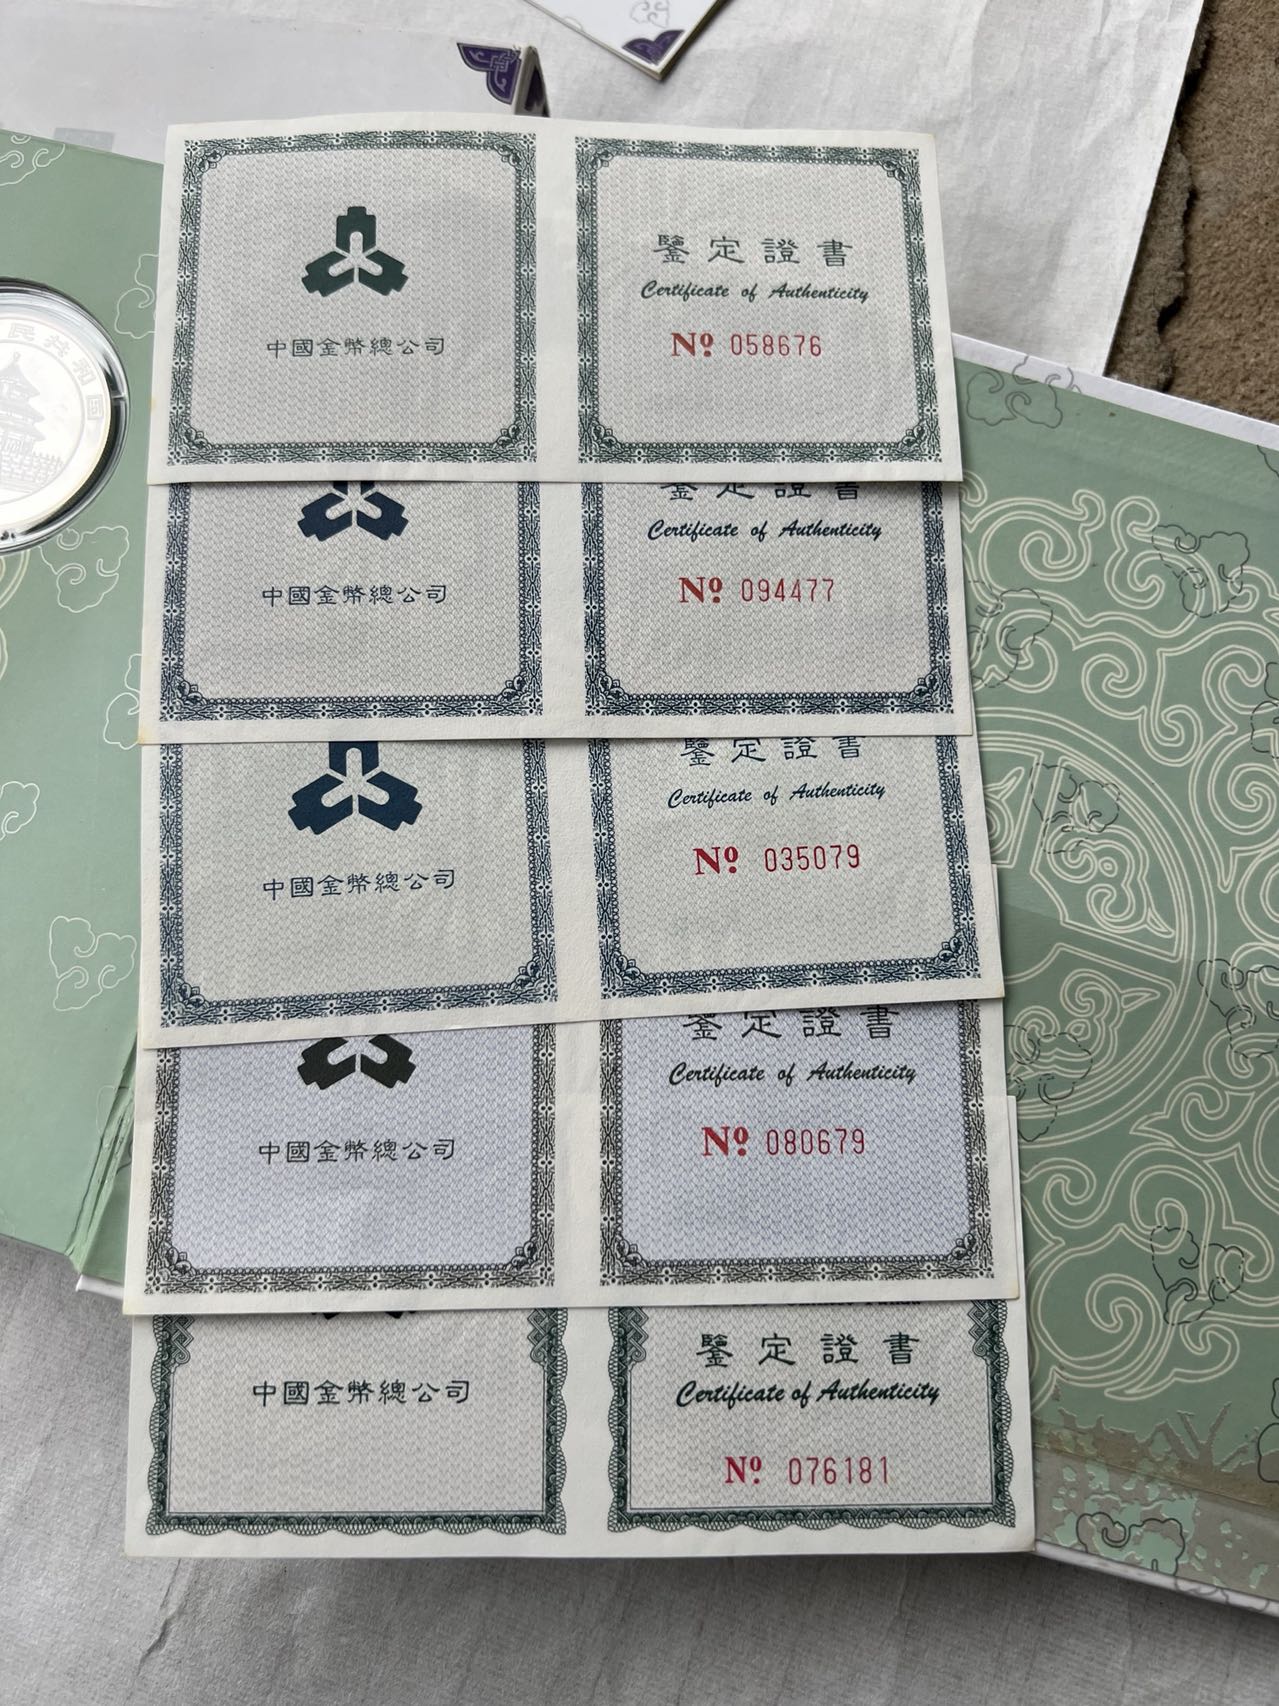 民共和國
中國金幣總公司
鑒定證書
Certificate of Authenticity
Nº 058676
中國金幣總公司
鑒定證書
Certificate of Authenticity
Nº 094477
中國金幣總公司
鑒定證書
Certificate of Authenticity
Nº 035079
中國金幣總公司
鑒定證書
Certificate of Authenticity
Nº 080679
中國金幣總公司
鑒定證書
Certificate of Authenticity
Nº 076181